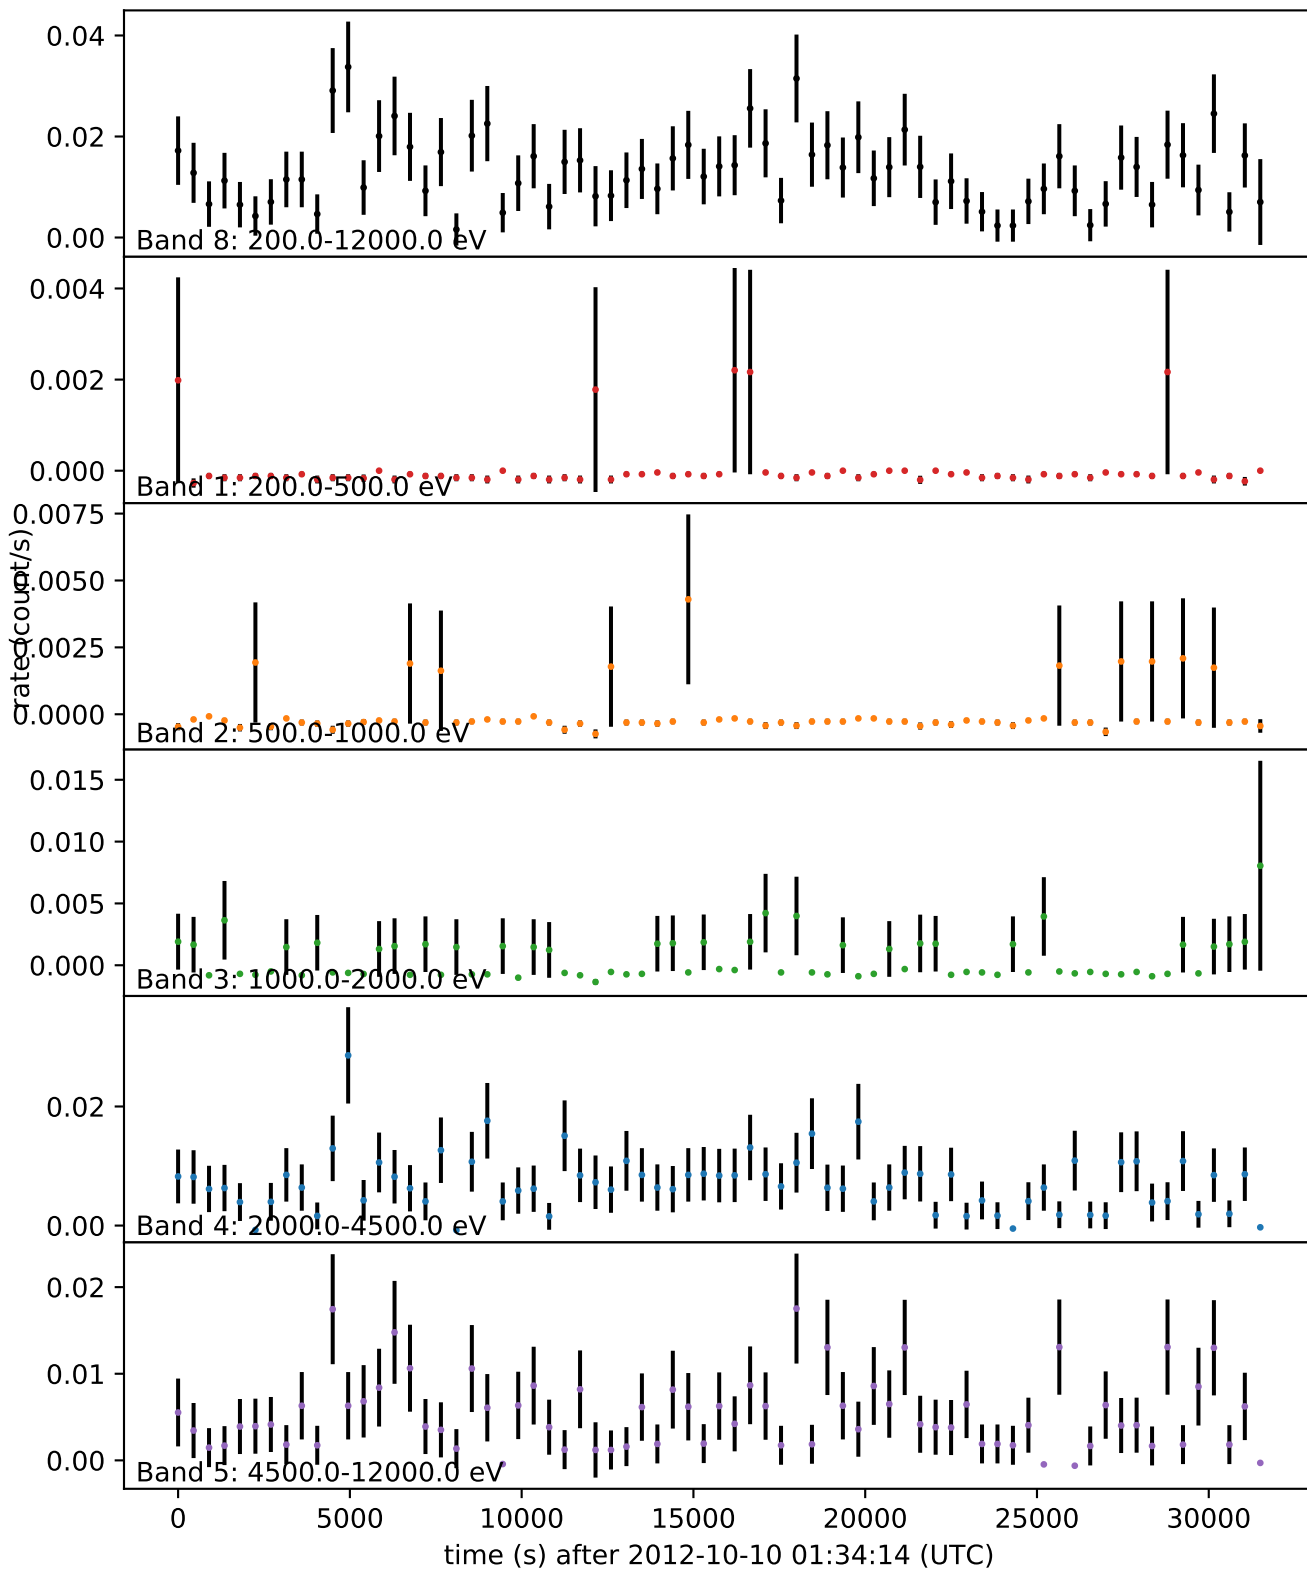 0.04
0.02
0.00
Band 8: 200.0-12000.0 eV
0.004
0.002
0.000
Band 1: 200.0-500.0 eV
rate (count/s)
0.0075
0.0050
0.0025
0.0000
Band 2: 500.0-1000.0 eV
0.015
0.010
0.005
0.000
Band 3: 1000.0-2000.0 eV
0.02
0.00
Band 4: 2000.0-4500.0 eV
0.02
0.01
0.00
Band 5: 4500.0-12000.0 eV
0 5000 10000 15000 20000 25000 30000
time (s) after 2012-10-10 01:34:14 (UTC)